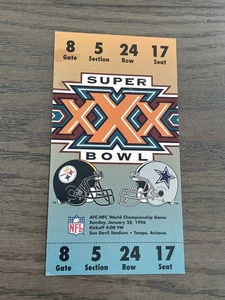 8 5 24 17
Gate Section Row Seat
SUPER
XXX
BOWL
NFL
AFC-NFC World Championship Game
Sunday, January 28, 1996
Kickoff 4:00 PM
Sun Devil Stadium • Tempe, Arizona
8 5 24 17
Gate Section Row Seat